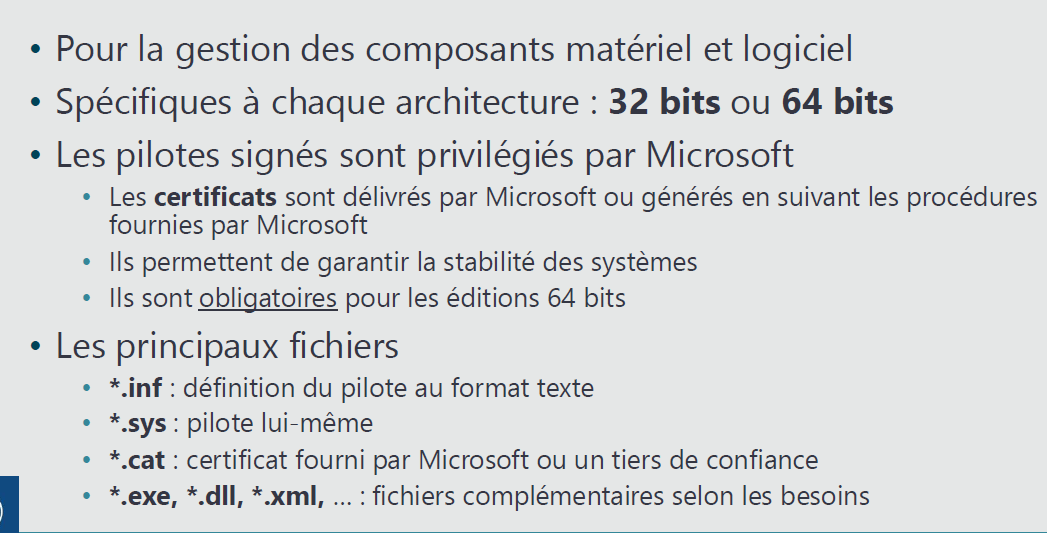 • Pour la gestion des composants matériel et logiciel
• Spécifiques à chaque architecture : 32 bits ou 64 bits
• Les pilotes signés sont privilégiés par Microsoft
• Les certificats sont délivrés par Microsoft ou générés en suivant les procédures
fournies par Microsoft
• Ils permettent de garantir la stabilité des systèmes
• Ils sont obligatoires pour les éditions 64 bits
• Les principaux fichiers
• *.inf : définition du pilote au format texte
• *.sys : pilote lui-même
• *.cat : certificat fourni par Microsoft ou un tiers de confiance
• *.exe, *.dll, *.xml, ... : fichiers complémentaires selon les besoins